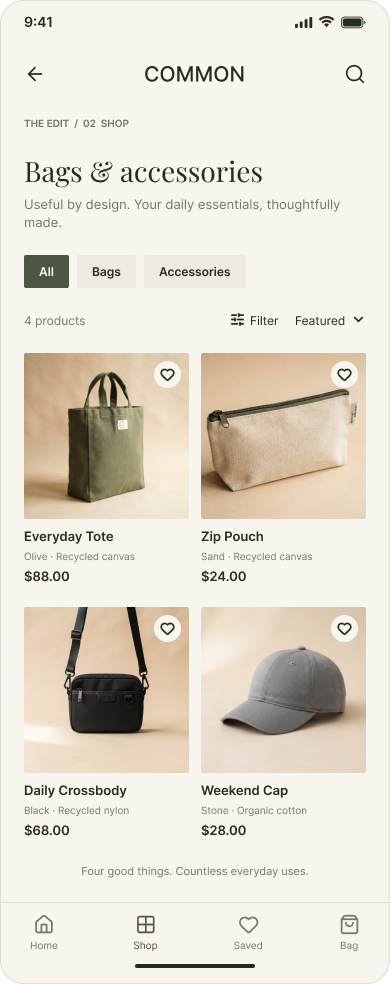 9:41
COMMON
THE EDIT / 02 SHOP
Bags & accessories
Useful by design. Your daily essentials, thoughtfully
made.
All Bags Accessories
4 products Filter Featured
Everyday Tote
Olive · Recycled canvas
$88.00
Zip Pouch
Sand · Recycled canvas
$24.00
Daily Crossbody
Black · Recycled nylon
$68.00
Weekend Cap
Stone · Organic cotton
$28.00
Four good things. Countless everyday uses.
Home Shop Saved Bag